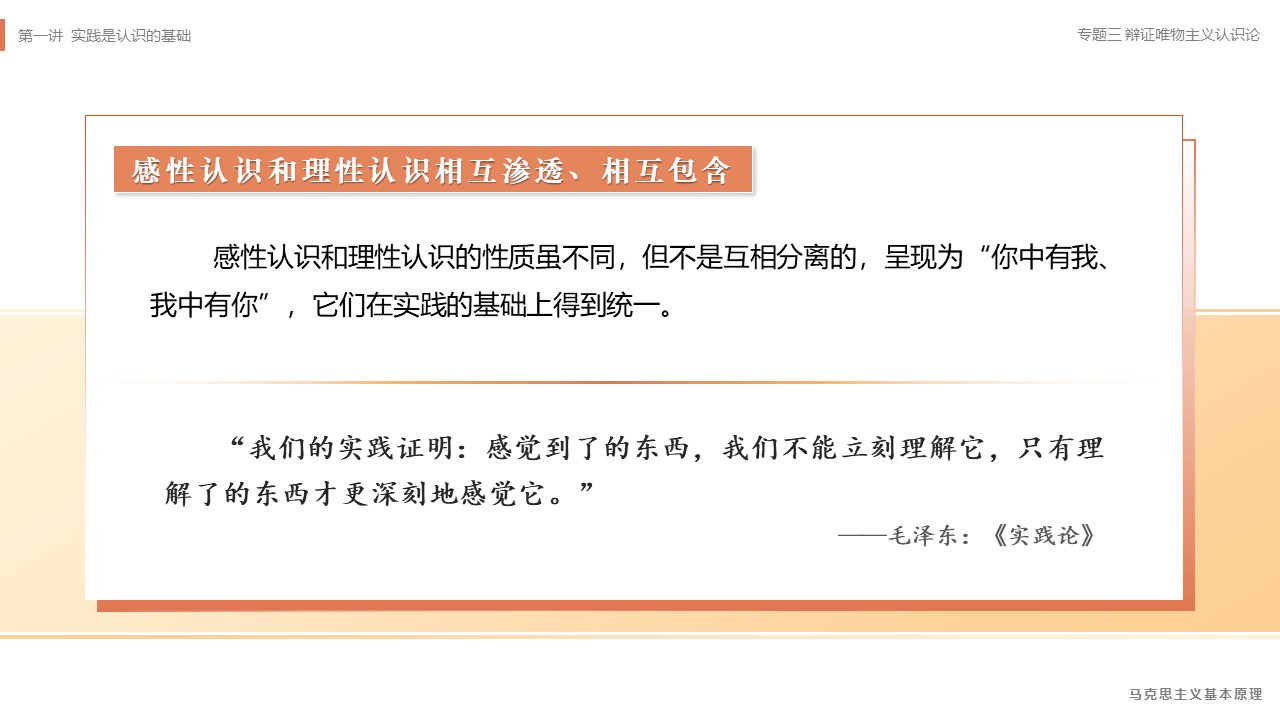 第一讲 实践是认识的基础
专题三 辩证唯物主义认识论
感性认识和理性认识相互渗透、相互包含
感性认识和理性认识的性质虽不同，但不是互相分离的，呈现为“你中有我、
我中有你”，它们在实践的基础上得到统一。
“我们的实践证明：感觉到了的东西，我们不能立刻理解它，只有理
解了的东西才更深刻地感觉它。”
——毛泽东：《实践论》
马克思主义基本原理